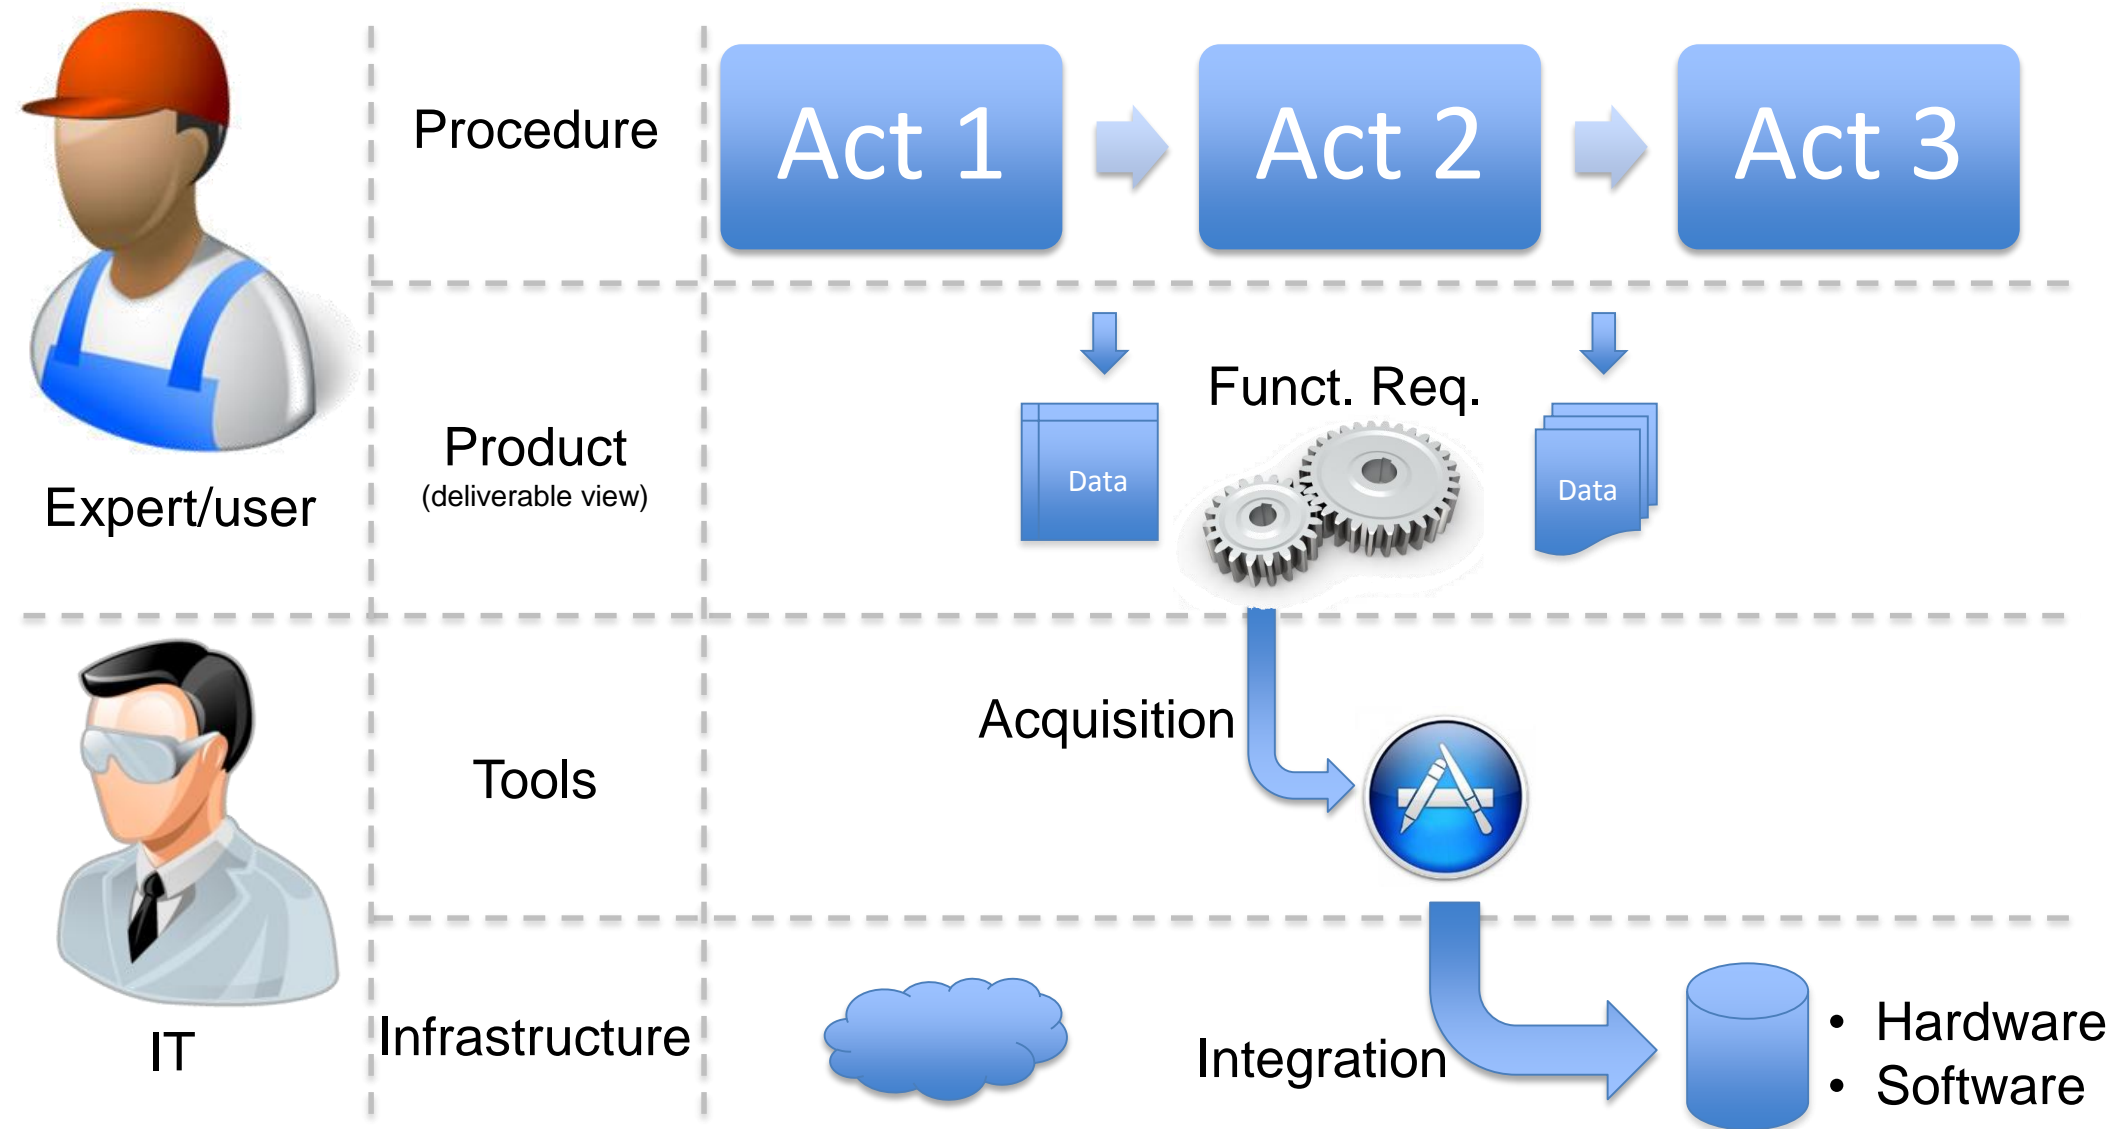 Procedure
Act 1
Act 2
Act 3
Expert/user
Product
(deliverable view)
Data
Funct. Req.
Data
IT
Tools
Acquisition
Infrastructure
Integration
• Hardware
• Software